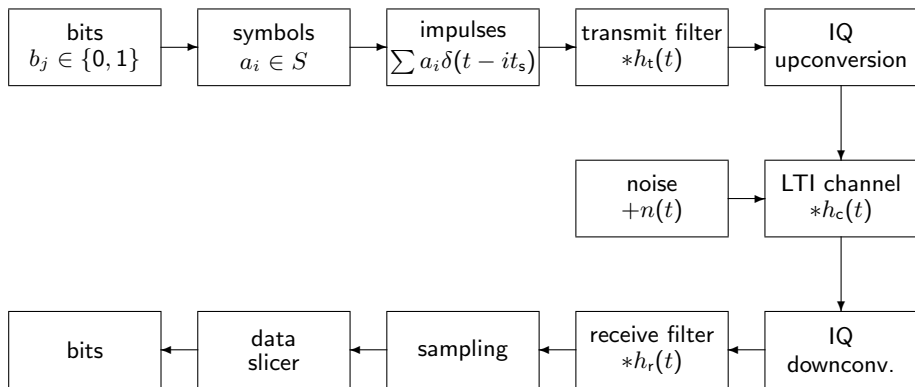 bits
b_j ∈ {0, 1}
symbols
a_i ∈ S
impulses
∑ a_iδ(t − it_s)
transmit filter
∗h_t(t)
IQ
upconversion
noise
+n(t)
LTI channel
∗h_c(t)
bits
data
slicer
sampling
receive filter
∗h_r(t)
IQ
downconv.